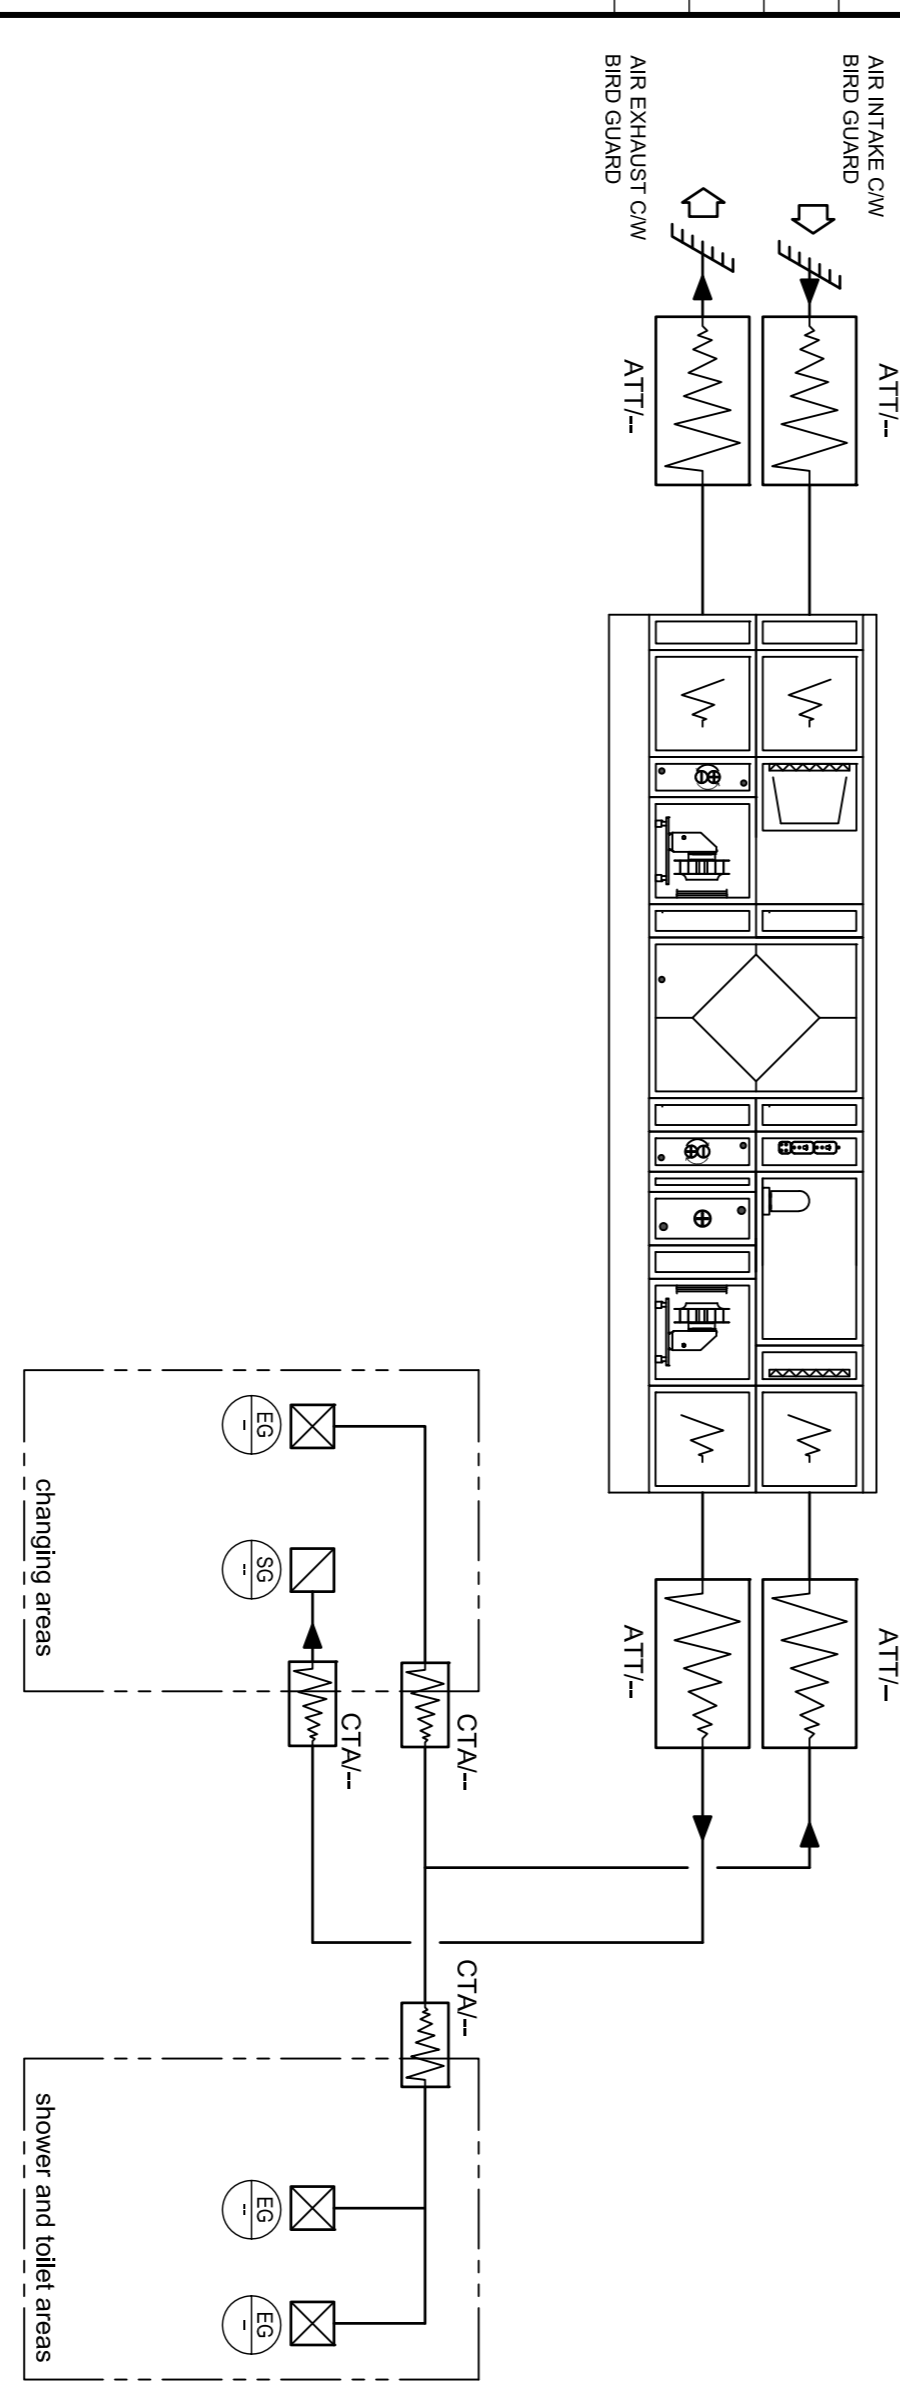 AIR INTAKE C/W
BIRD GUARD
AIR EXHAUST C/W
BIRD GUARD
ATT/--
ATT/--
ATT/–
ATT/--
CTA/--
CTA/--
CTA/--
EG
-
SG
--
changing areas
EG
--
EG
-
shower and toilet areas